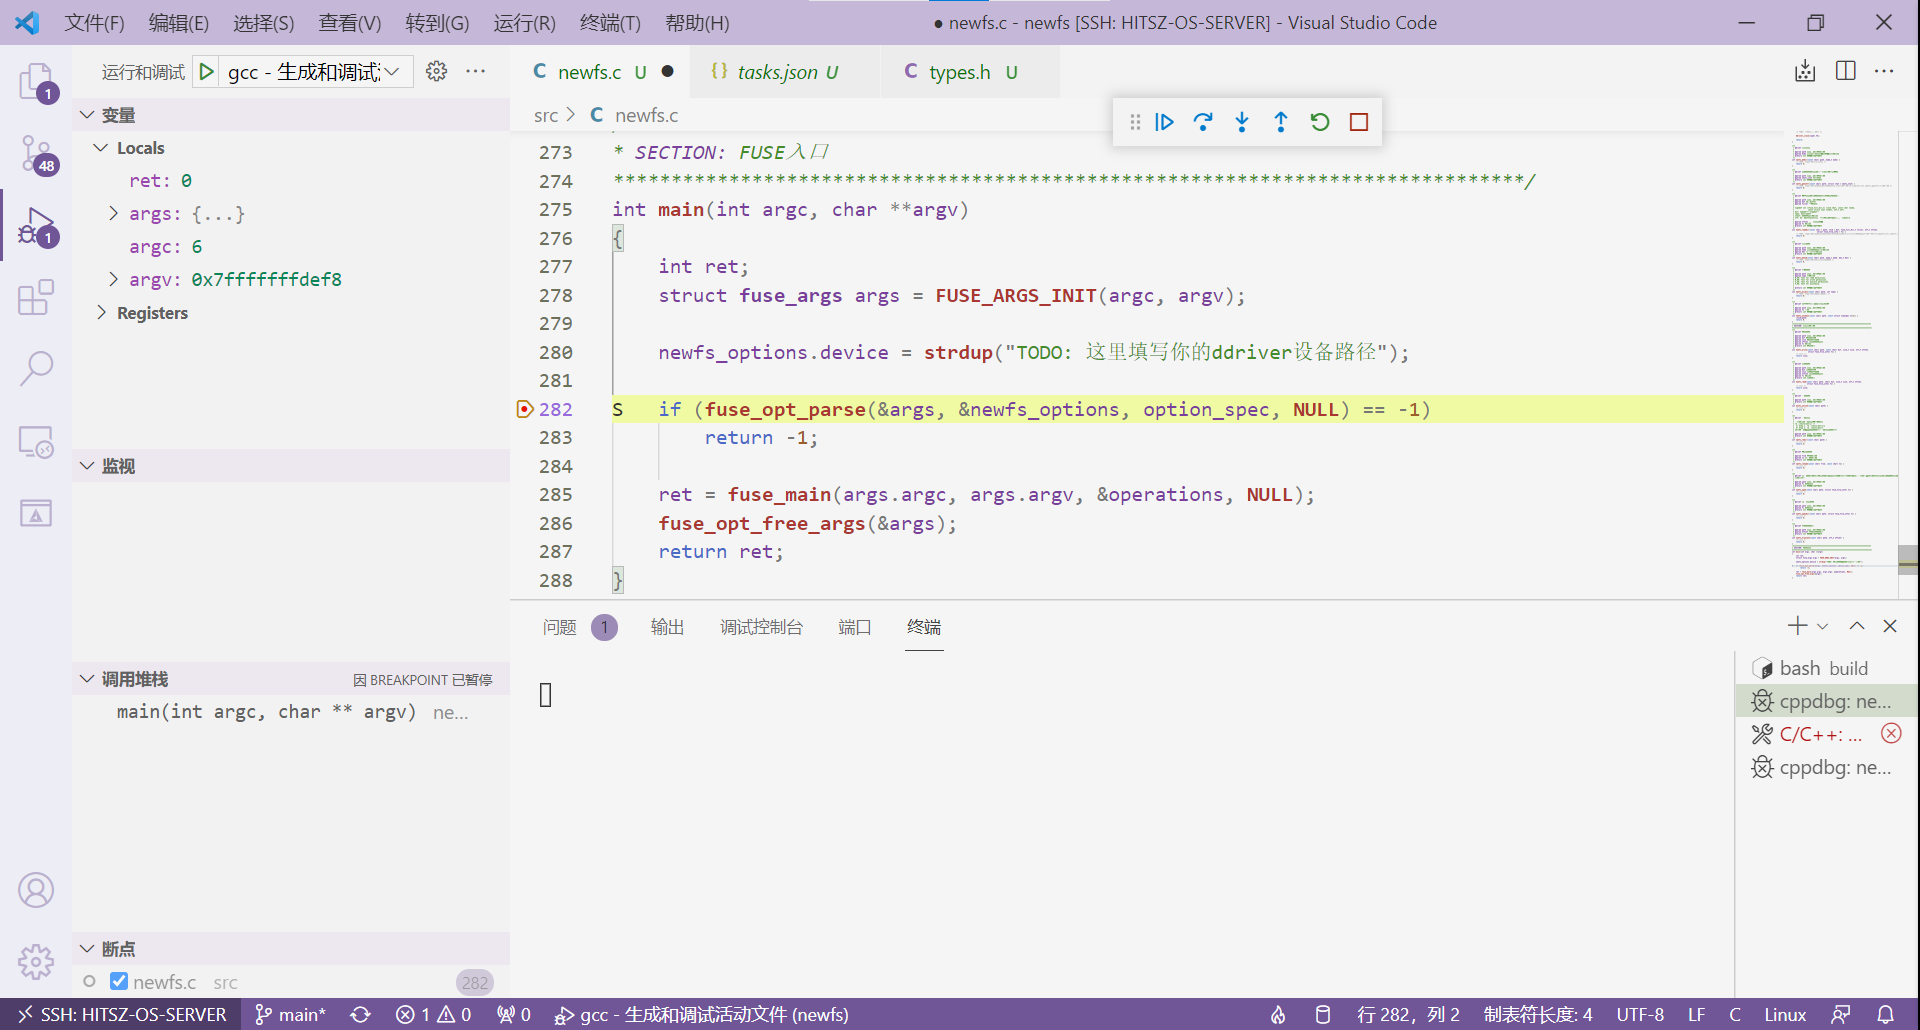 文件(F) 编辑(E) 选择(S) 查看(V) 转到(G) 运行(R) 终端(T) 帮助(H)
● newfs.c - newfs [SSH: HITSZ-OS-SERVER] - Visual Studio Code
运行和调试 gcc - 生成和调试
变量
Locals
ret: 0
args: {...}
argc: 6
argv: 0x7fffffffdef8
Registers
监视
调用堆栈 因 BREAKPOINT 已暂停
main(int argc, char ** argv) ne...
断点
newfs.c src 282
1
48
1
newfs.c U
{} tasks.json U
C types.h U
src > C newfs.c
273 * SECTION: FUSE入口
274 *******************************************************************************/
275 int main(int argc, char **argv)
276 {
277 int ret;
278 struct fuse_args args = FUSE_ARGS_INIT(argc, argv);
279
280 newfs_options.device = strdup("TODO: 这里填写你的ddriver设备路径");
281
282 S if (fuse_opt_parse(&args, &newfs_options, option_spec, NULL) == -1)
283 return -1;
284
285 ret = fuse_main(args.argc, args.argv, &operations, NULL);
286 fuse_opt_free_args(&args);
287 return ret;
288 }
问题 1 输出 调试控制台 端口 终端
bash build
cppdbg: ne...
C/C++: ...
cppdbg: ne...
SSH: HITSZ-OS-SERVER main* 1 0 0 gcc - 生成和调试活动文件 (newfs)
行 282，列 2 制表符长度: 4 UTF-8 LF C Linux